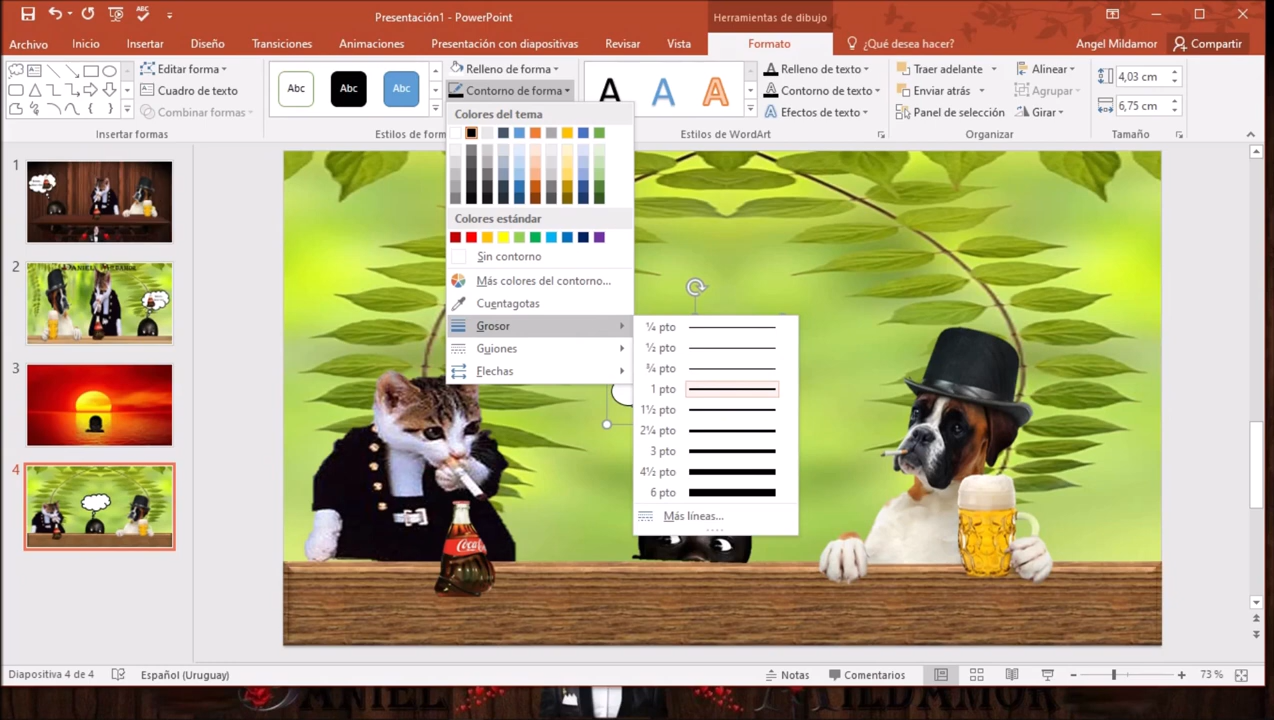 Presentación1 - PowerPoint
Herramientas de dibujo
Archivo
Inicio
Insertar
Diseño
Transiciones
Animaciones
Presentación con diapositivas
Revisar
Vista
Formato
¿Qué desea hacer?
Angel Mildamor
Compartir
Editar forma
Cuadro de texto
Combinar formas
Insertar formas
Abc
Abc
Abc
Relleno de forma
Contorno de forma
Estilos de form
A
A
A
Relleno de texto
Contorno de texto
Efectos de texto
Estilos de WordArt
Traer adelante
Enviar atrás
Panel de selección
Alinear
Agrupar
Girar
Organizar
4,03 cm
6,75 cm
Tamaño
Colores del tema
Colores estándar
Sin contorno
Más colores del contorno...
Cuentagotas
Grosor
Guiones
Flechas
¼ pto
½ pto
¾ pto
1 pto
1½ pto
2¼ pto
3 pto
4½ pto
6 pto
Más líneas...
1
2
3
4
Coca-Cola
Diapositiva 4 de 4
Español (Uruguay)
Notas
Comentarios
73 %